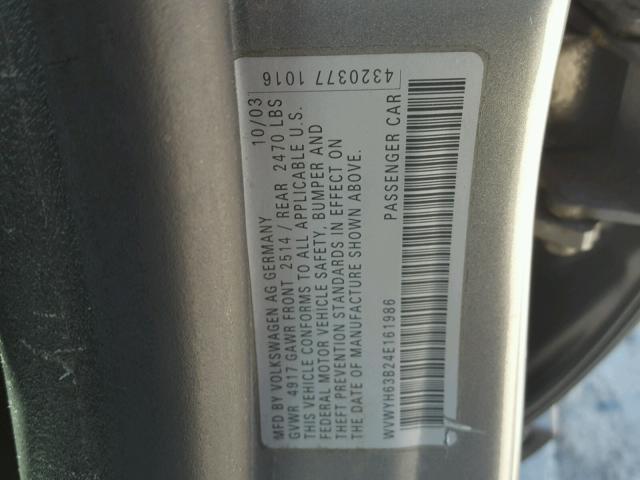 4320377 1016
MFD BY VOLKSWAGEN AG GERMANY 10/03
GVWR 4917 GAWR FRONT 2514 / REAR 2470 LBS
THIS VEHICLE CONFORMS TO ALL APPLICABLE U.S.
FEDERAL MOTOR VEHICLE SAFETY, BUMPER AND
THEFT PREVENTION STANDARDS IN EFFECT ON
THE DATE OF MANUFACTURE SHOWN ABOVE.
WVWYH63B24E161986 PASSENGER CAR